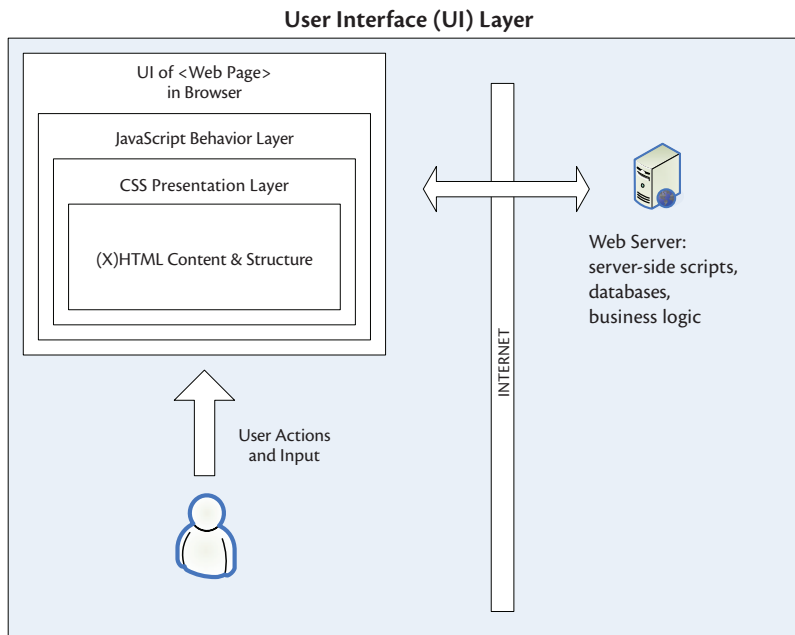 User Interface (UI) Layer
UI of <Web Page>
in Browser
JavaScript Behavior Layer
CSS Presentation Layer
(X)HTML Content & Structure
User Actions
and Input
INTERNET
Web Server:
server-side scripts,
databases,
business logic